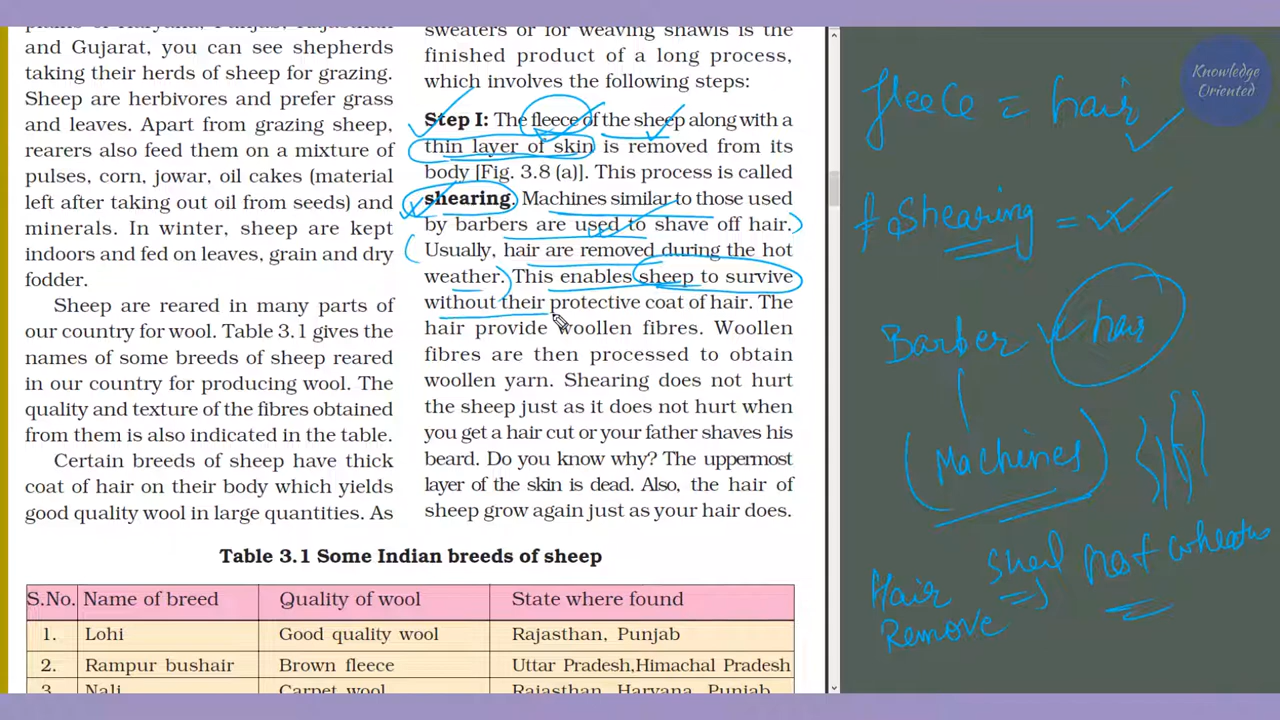 and Gujarat, you can see shepherds
taking their herds of sheep for grazing.
Sheep are herbivores and prefer grass
and leaves. Apart from grazing sheep,
rearers also feed them on a mixture of
pulses, corn, jowar, oil cakes (material
left after taking out oil from seeds) and
minerals. In winter, sheep are kept
indoors and fed on leaves, grain and dry
fodder.
Sheep are reared in many parts of
our country for wool. Table 3.1 gives the
names of some breeds of sheep reared
in our country for producing wool. The
quality and texture of the fibres obtained
from them is also indicated in the table.
Certain breeds of sheep have thick
coat of hair on their body which yields
good quality wool in large quantities. As
sweaters or for weaving shawls is the
finished product of a long process,
which involves the following steps:
Step I: The fleece of the sheep along with a
thin layer of skin is removed from its
body [Fig. 3.8 (a)]. This process is called
shearing. Machines similar to those used
by barbers are used to shave off hair.
Usually, hair are removed during the hot
weather. This enables sheep to survive
without their protective coat of hair. The
hair provide woollen fibres. Woollen
fibres are then processed to obtain
woollen yarn. Shearing does not hurt
the sheep just as it does not hurt when
you get a hair cut or your father shaves his
beard. Do you know why? The uppermost
layer of the skin is dead. Also, the hair of
sheep grow again just as your hair does.
Table 3.1 Some Indian breeds of sheep
S.No. Name of breed Quality of wool State where found
1. Lohi Good quality wool Rajasthan, Punjab
2. Rampur bushair Brown fleece Uttar Pradesh,Himachal Pradesh
3. Nali Carpet wool Rajasthan, Haryana, Punjab
Knowledge
Oriented
fleece = hair
Shearing =
Barber hair
(Machines)
Hair
Remove